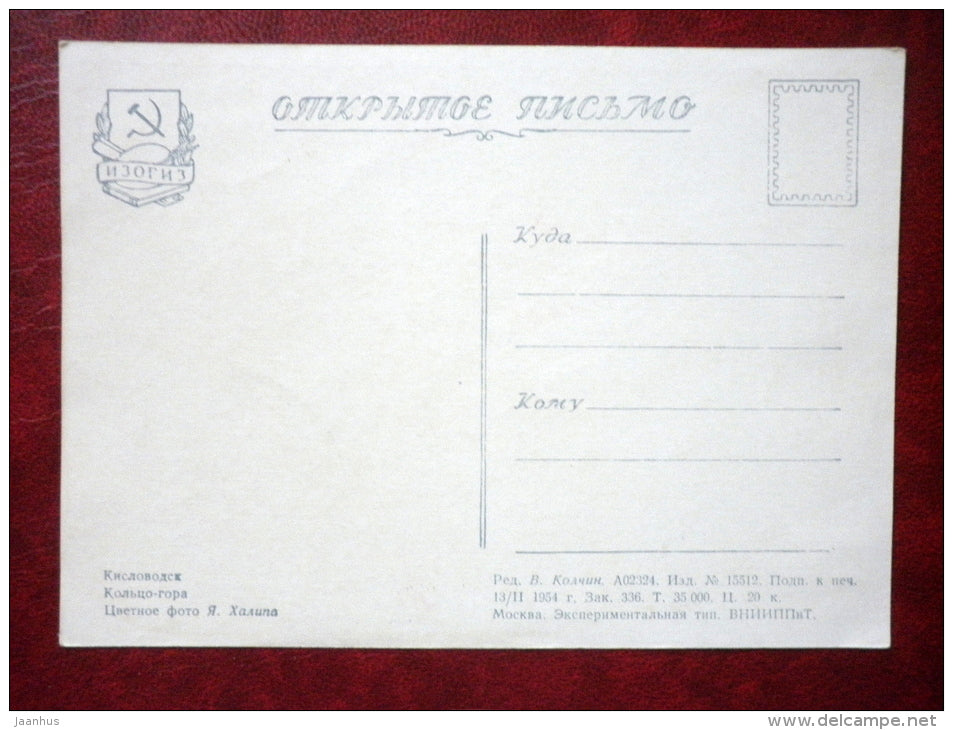 ОТКРЫТОЕ ПИСЬМО
ИЗОГИЗ
Куда
Кому
Кисловодск
Кольцо-гора
Цветное фото Я. Халипа
Ред. В. Колчин. А02324. Изд. № 15512. Подп. к печ.
13/II 1954 г. Зак. 336. Т. 35 000. Ц. 20 к.
Москва. Экспериментальная тип. ВНИИППиТ.
jaanhus
www.delcampe.net